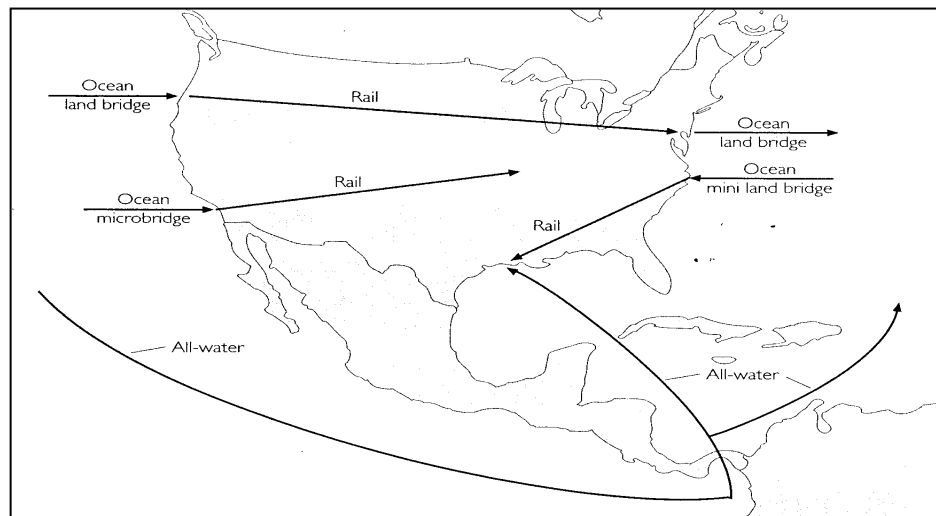 Ocean
land bridge
Rail
Ocean
land bridge
Ocean
mini land bridge
Rail
Ocean
microbridge
Rail
All-water
All-water